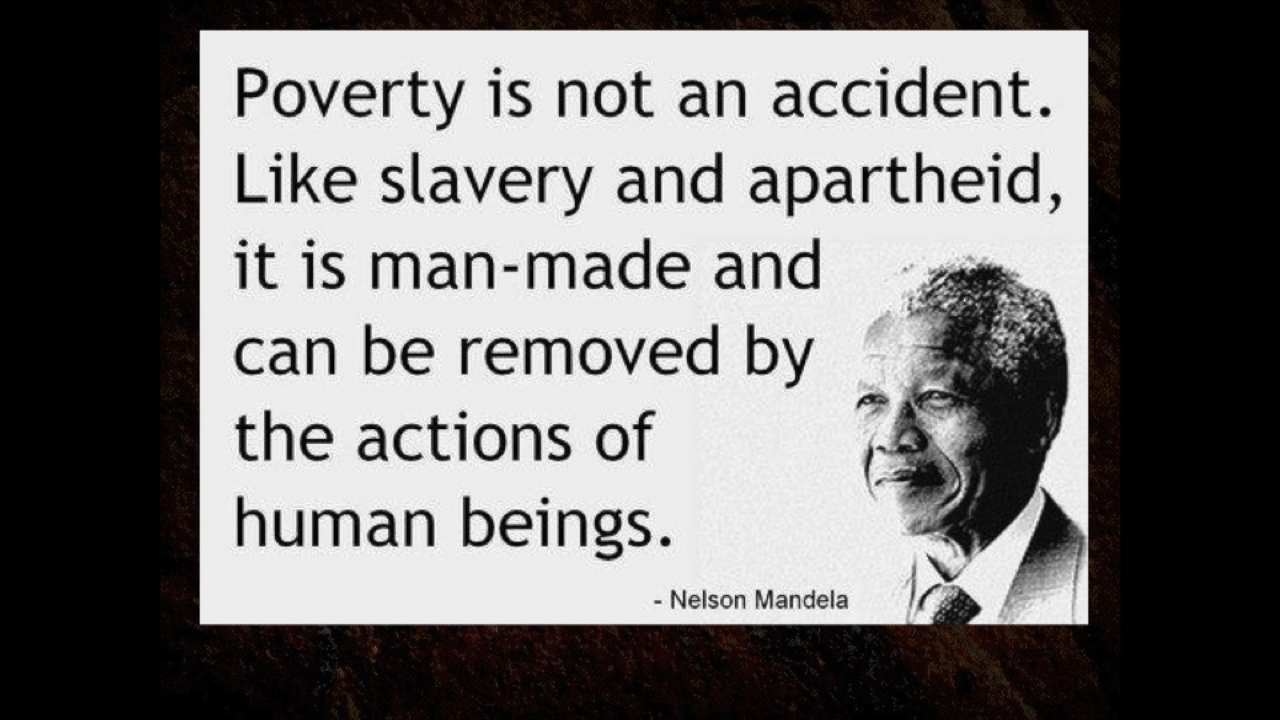 Poverty is not an accident.
Like slavery and apartheid,
it is man-made and
can be removed by
the actions of
human beings.
- Nelson Mandela